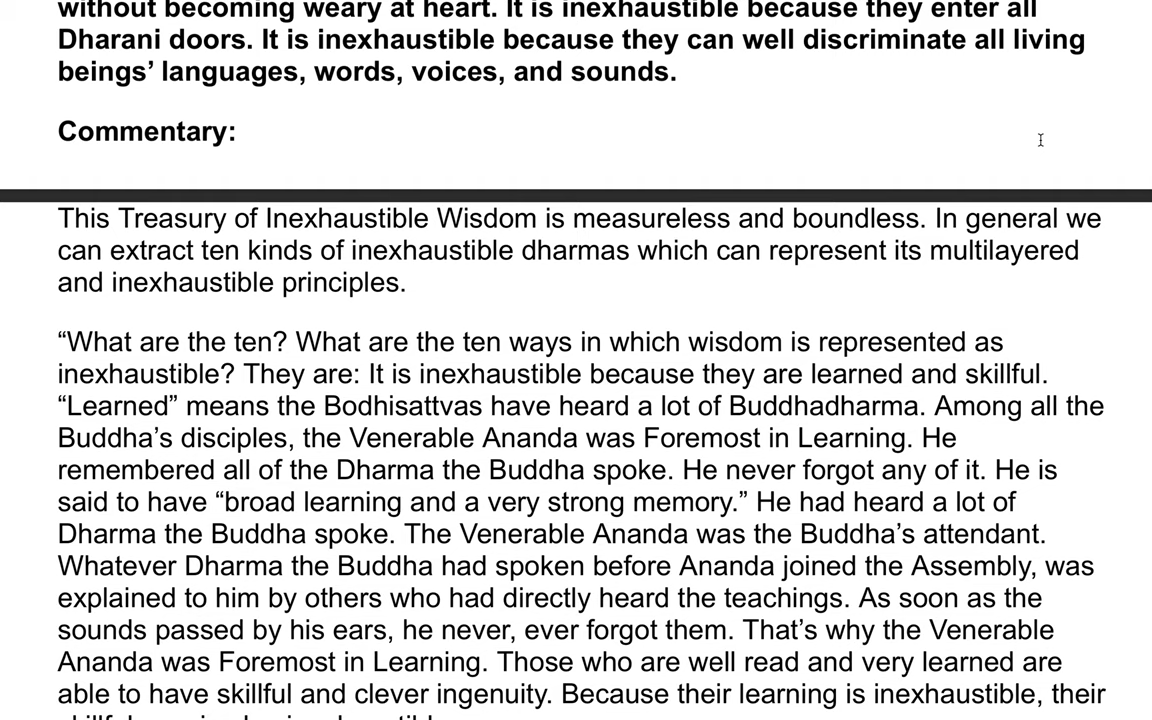 without becoming weary at heart. It is inexhaustible because they enter all
Dharani doors. It is inexhaustible because they can well discriminate all living
beings’ languages, words, voices, and sounds.
Commentary:
This Treasury of Inexhaustible Wisdom is measureless and boundless. In general we
can extract ten kinds of inexhaustible dharmas which can represent its multilayered
and inexhaustible principles.
“What are the ten? What are the ten ways in which wisdom is represented as
inexhaustible? They are: It is inexhaustible because they are learned and skillful.
“Learned” means the Bodhisattvas have heard a lot of Buddhadharma. Among all the
Buddha’s disciples, the Venerable Ananda was Foremost in Learning. He
remembered all of the Dharma the Buddha spoke. He never forgot any of it. He is
said to have “broad learning and a very strong memory.” He had heard a lot of
Dharma the Buddha spoke. The Venerable Ananda was the Buddha’s attendant.
Whatever Dharma the Buddha had spoken before Ananda joined the Assembly, was
explained to him by others who had directly heard the teachings. As soon as the
sounds passed by his ears, he never, ever forgot them. That’s why the Venerable
Ananda was Foremost in Learning. Those who are well read and very learned are
able to have skillful and clever ingenuity. Because their learning is inexhaustible, their